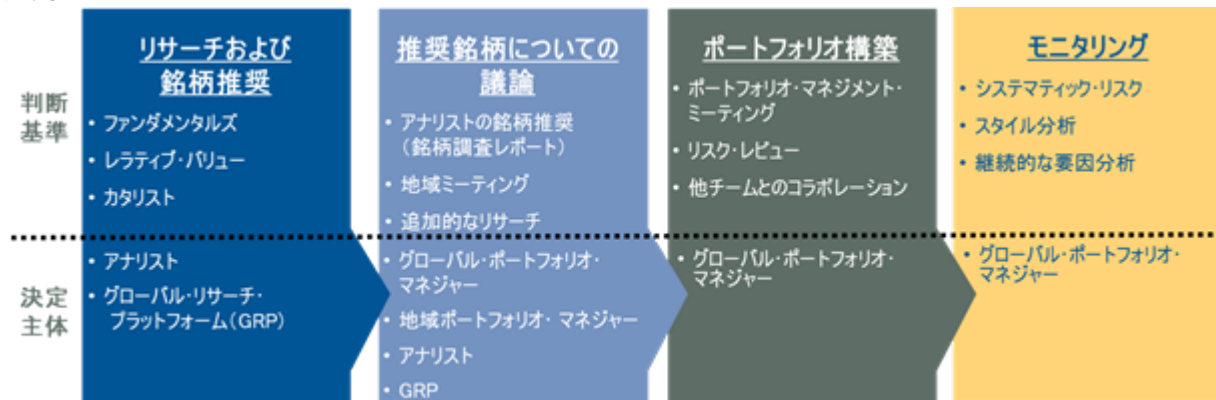 判断
基準
リサーチおよび
銘柄推奨
・ファンダメンタルズ
・レラティブ・バリュー
・カタリスト
推奨銘柄についての
議論
・アナリストの銘柄推奨
（銘柄調査レポート）
・地域ミーティング
・追加的なリサーチ
ポートフォリオ構築
・ポートフォリオ・マネジメント・
ミーティング
・リスク・レビュー
・他チームとのコラボレーション
モニタリング
・システマティック・リスク
・スタイル分析
・継続的な要因分析
決定
主体
・アナリスト
・グローバル・リサーチ・
プラットフォーム（GRP）
・グローバル・ポートフォリオ・
マネジャー
・地域ポートフォリオ・ マネジャー
・アナリスト
・GRP
・グローバル・ポートフォリオ・
マネジャー
・グローバル・ポートフォリオ・
マネジャー